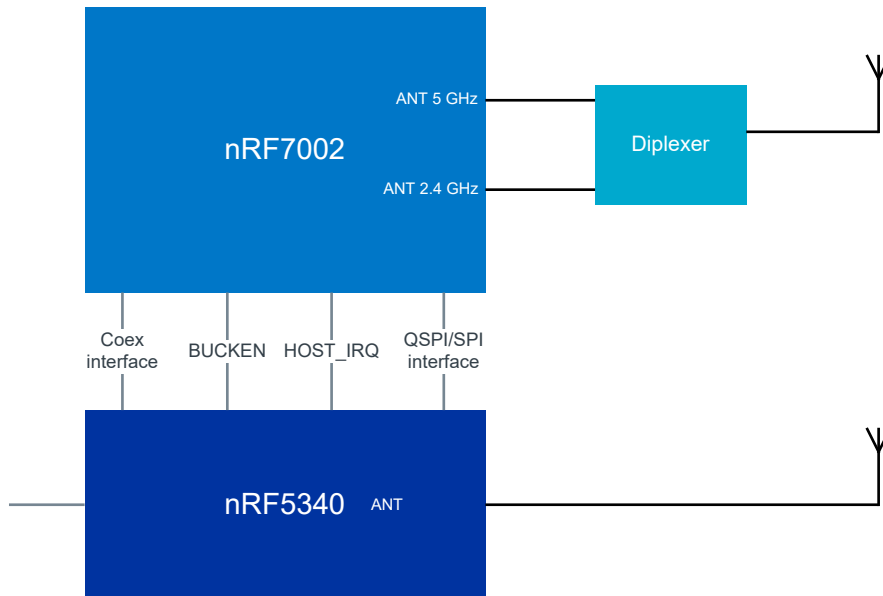 ANT 5 GHz
nRF7002
Diplexer
ANT 2.4 GHz
Coex
interface
BUCKEN
HOST_IRQ
QSPI/SPI
interface
nRF5340
ANT